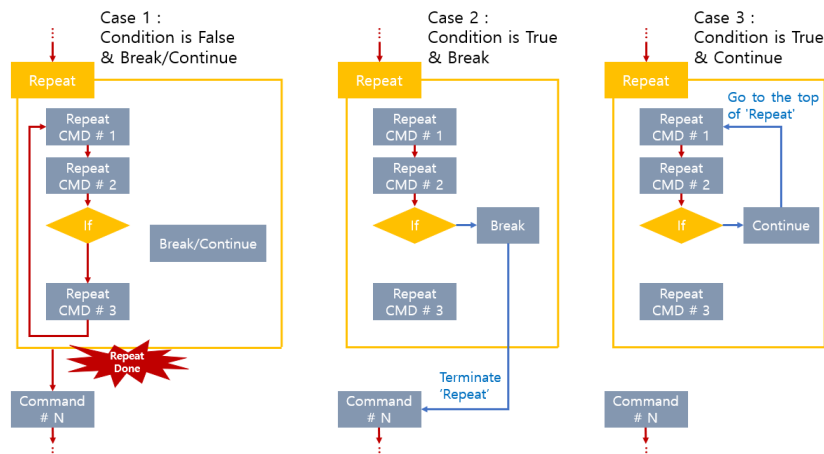 Case 1 :
Condition is False
& Break/Continue
Repeat
Repeat
CMD # 1
Repeat
CMD # 2
If
Break/Continue
Repeat
CMD # 3
Repeat
Done
Command
# N
Case 2 :
Condition is True
& Break
Repeat
Repeat
CMD # 1
Repeat
CMD # 2
If
Break
Repeat
CMD # 3
Terminate
‘Repeat’
Command
# N
Case 3 :
Condition is True
& Continue
Repeat
Go to the top
of 'Repeat'
Repeat
CMD # 1
Repeat
CMD # 2
If
Continue
Repeat
CMD # 3
Command
# N